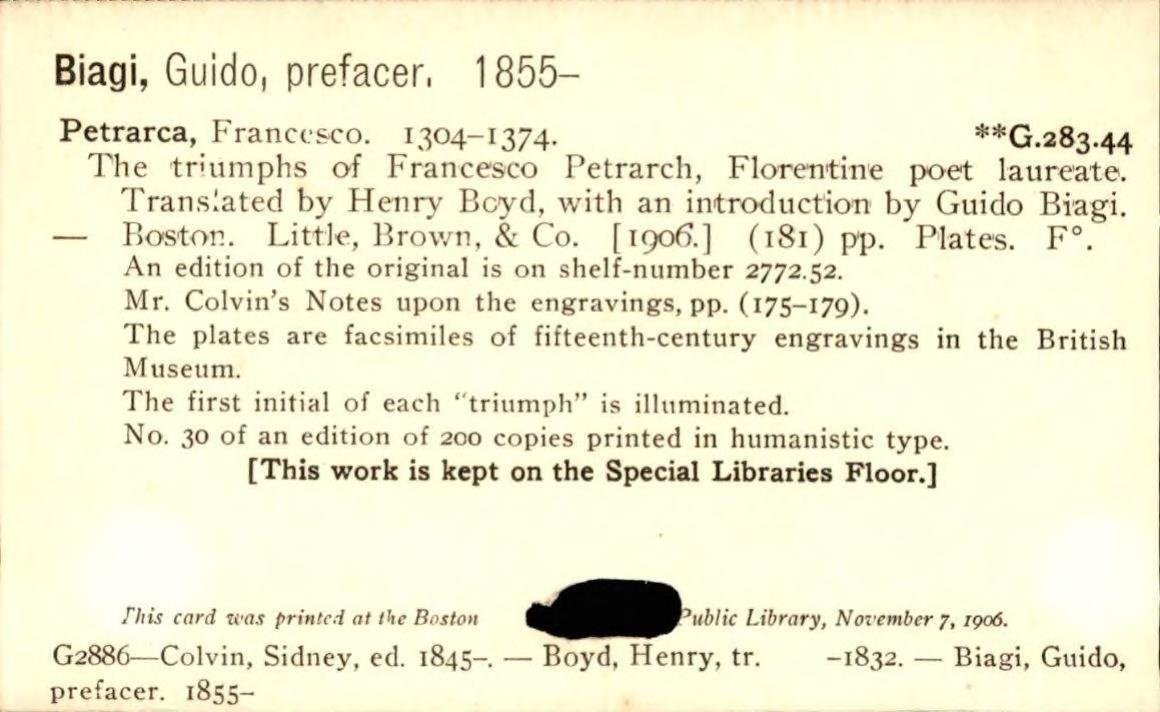 Biagi, Guido, prefacer. 1855–
Petrarca, Francesco. 1304–1374. **G.283.44
The triumphs of Francesco Petrarch, Florentine poet laureate.
Translated by Henry Boyd, with an introduction by Guido Biagi.
— Boston. Little, Brown, & Co. [1906.] (181) pp. Plates. F°.
An edition of the original is on shelf-number 2772.52.
Mr. Colvin's Notes upon the engravings, pp. (175–179).
The plates are facsimiles of fifteenth-century engravings in the British
Museum.
The first initial of each "triumph" is illuminated.
No. 30 of an edition of 200 copies printed in humanistic type.
[This work is kept on the Special Libraries Floor.]
This card was printed at the Boston Public Library, November 7, 1906.
G2886—Colvin, Sidney, ed. 1845–. — Boyd, Henry, tr. –1832. — Biagi, Guido,
prefacer. 1855–